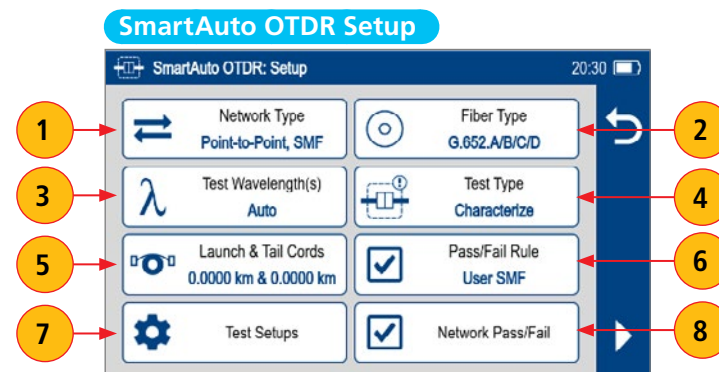 SmartAuto OTDR Setup
SmartAuto OTDR: Setup 20:30
1 Network Type Fiber Type 2
Point-to-Point, SMF G.652.A/B/C/D
3 Test Wavelength(s) Test Type 4
λ Auto Characterize
5 Launch & Tail Cords Pass/Fail Rule 6
0.0000 km & 0.0000 km User SMF
7 Test Setups Network Pass/Fail 8